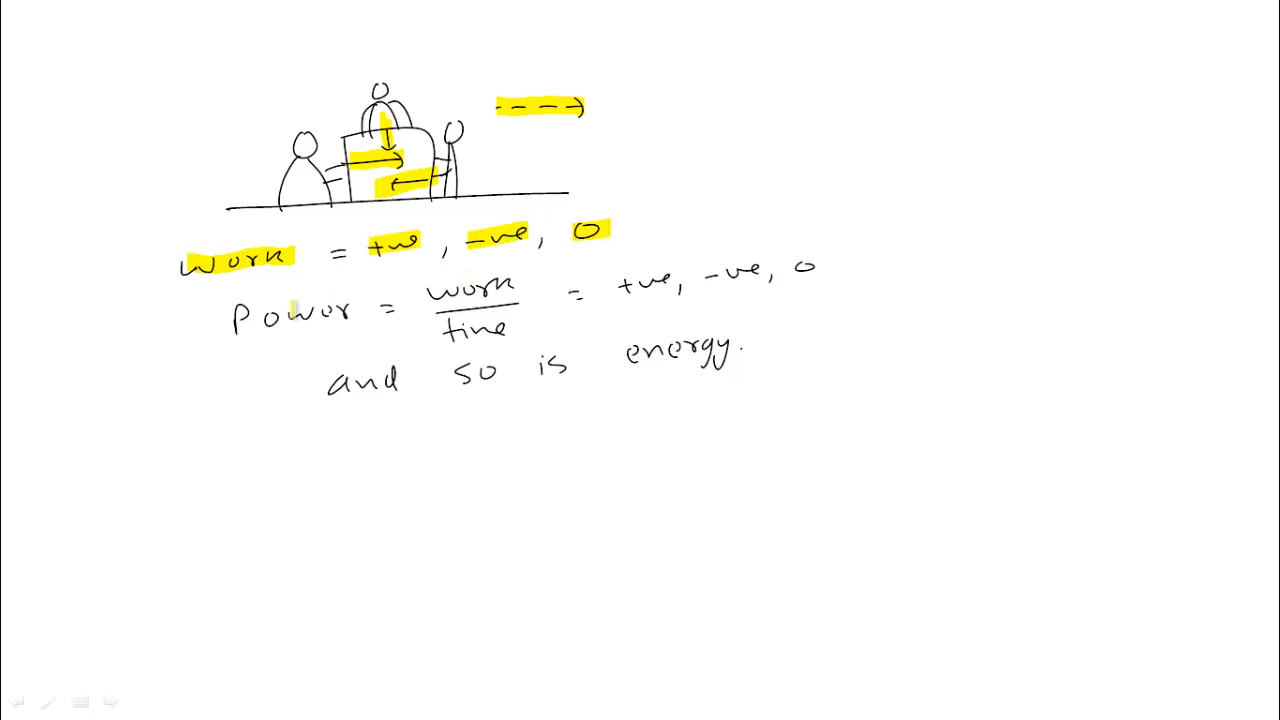 work = +ve, -ve, 0
Power = work / time = +ve, -ve, 0
and so is energy.